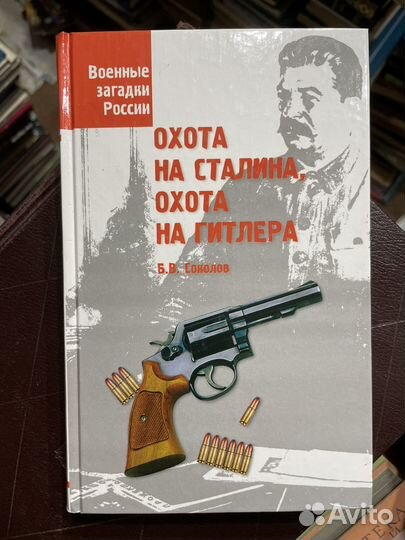 Военные
загадки
России
ОХОТА
НА СТАЛИНА,
ОХОТА
НА ГИТЛЕРА
Б.В. Соколов
Avito